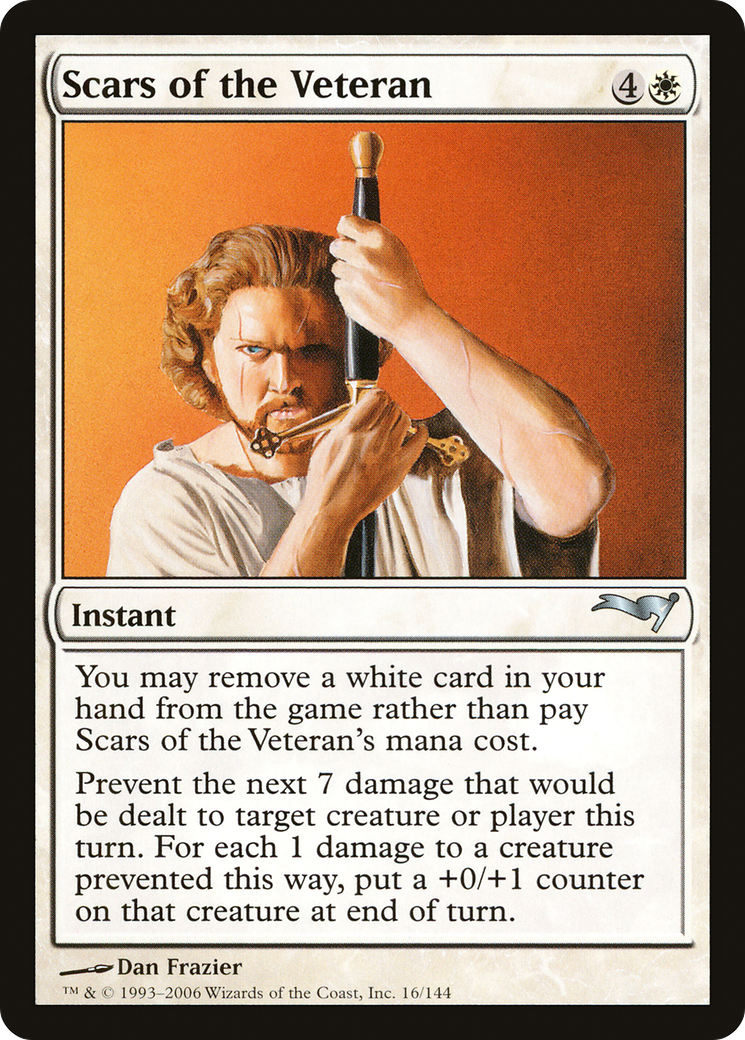 Scars of the Veteran 4
Instant
You may remove a white card in your
hand from the game rather than pay
Scars of the Veteran's mana cost.
Prevent the next 7 damage that would
be dealt to target creature or player this
turn. For each 1 damage to a creature
prevented this way, put a +0/+1 counter
on that creature at end of turn.
Dan Frazier
™ & © 1993–2006 Wizards of the Coast, Inc. 16/144